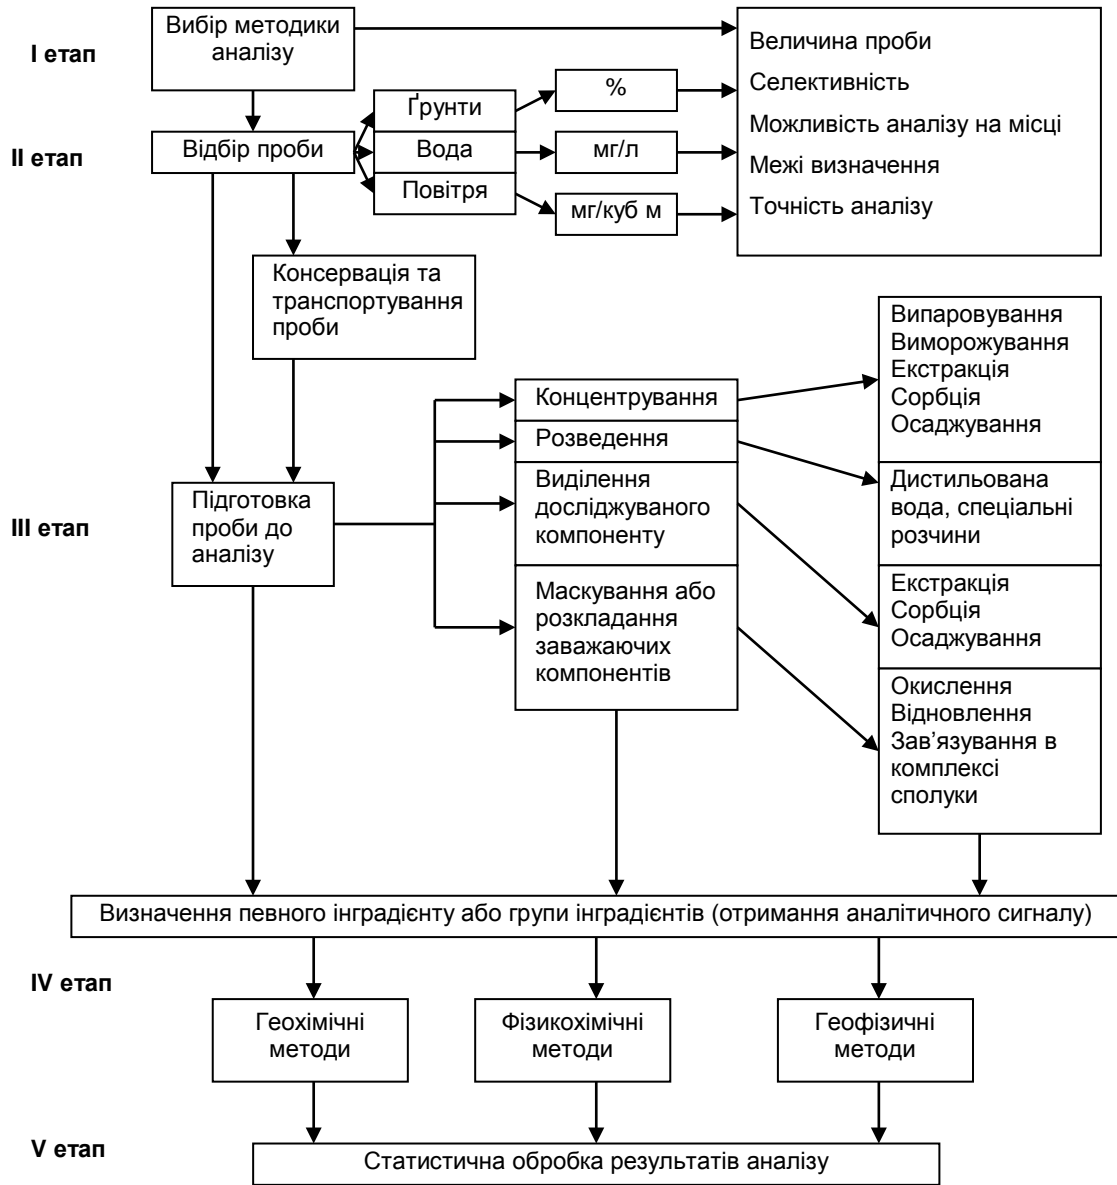 Вибір методики
аналізу
I етап
Величина проби
Селективність
Можливість аналізу на місці
Межі визначення
Точність аналізу
II етап
Відбір проби
Ґрунти
Вода
Повітря
%
мг/л
мг/куб м
Консервація та
транспортування
проби
Випаровування
Виморожування
Екстракція
Сорбція
Осаджування
Концентрування
Розведення
Виділення
досліджуваного
компоненту
Маскування або
розкладання
заважаючих
компонентів
Дистильована
вода, спеціальні
розчини
III етап
Підготовка
проби до
аналізу
Екстракція
Сорбція
Осаджування
Окислення
Відновлення
Зав’язування в
комплексі
сполуки
Визначення певного інградієнту або групи інградієнтів (отримання аналітичного сигналу)
IV етап
Геохімічні
методи
Фізикохімічні
методи
Геофізичні
методи
V етап
Статистична обробка результатів аналізу